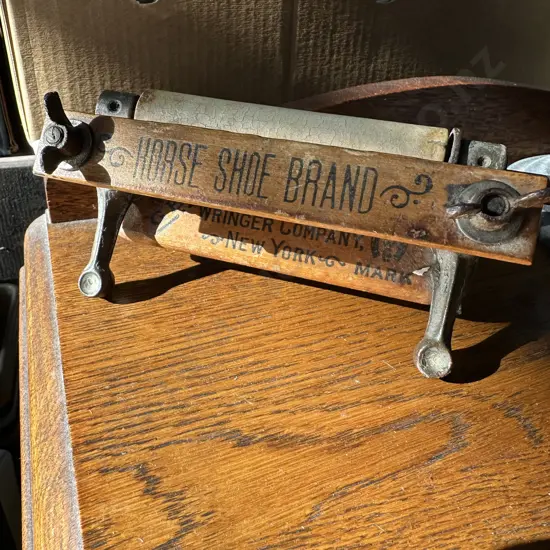 HORSE SHOE BRAND
WRINGER COMPANY,
NEW YORK
MARK